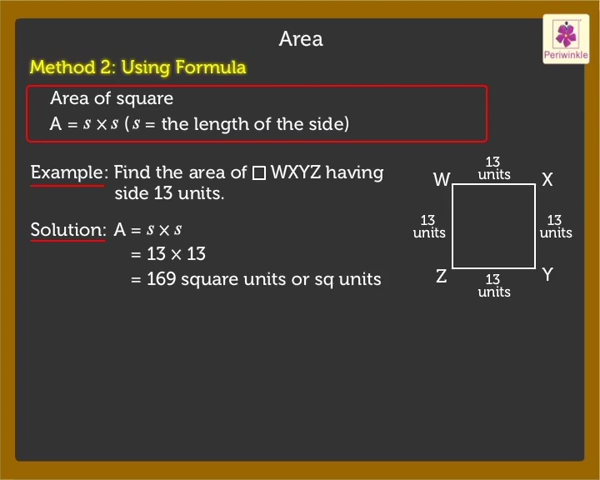 Area
Periwinkle
Method 2: Using Formula
Area of square
A = s × s (s = the length of the side)
Example: Find the area of □ WXYZ having
side 13 units.
Solution: A = s × s
= 13 × 13
= 169 square units or sq units
13
units
W
X
13
units
13
units
Z
Y
13
units